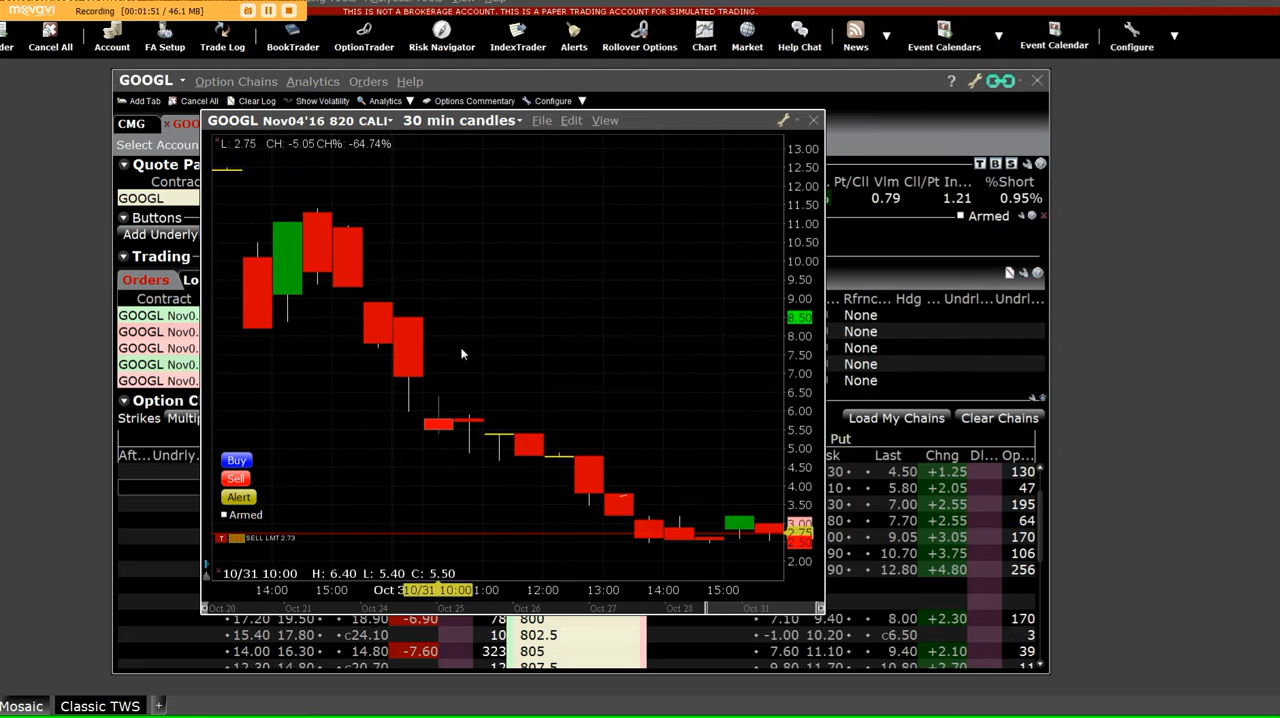 movavi Recording (00:01:51 / 46.1 MB)
THIS IS NOT A BROKERAGE ACCOUNT. THIS IS A PAPER TRADING ACCOUNT FOR SIMULATED TRADING.
Cancel All Account FA Setup Trade Log BookTrader OptionTrader Risk Navigator IndexTrader Alerts Rollover Options Chart Market Help Chat News Event Calendars Event Calendar Configure
GOOGL Option Chains Analytics Orders Help ?
Add Tab Cancel All Clear Log Show Volatility Analytics Options Commentary Configure
CMG
Select Accoun
Quote Pa
Contrac
GOOGL
Buttons
Add Underly
Trading
Orders Lo
Contract
GOOGL Nov0.
GOOGL Nov0.
GOOGL Nov0.
GOOGL Nov0.
GOOGL Nov0.
Option C
Strikes Multip
Aft... Undrly.
GOOGL Nov04'16 820 CALL 30 min candles File Edit View
L: 2.75 CH: -5.05 CH%: -64.74%
13.00
12.50
12.00
11.50
11.00
10.50
10.00
9.50
9.00
8.50
8.00
7.50
7.00
6.50
6.00
5.50
5.00
4.50
4.00
3.50
3.00
2.75
2.50
2.00
Buy
Sell
Alert
Armed
T SELL LMT 2.73
10/31 10:00 H: 6.40 L: 5.40 C: 5.50
14:00 15:00 Oct 3 10/31 10:00 1:00 12:00 13:00 14:00 15:00
Oct 20 Oct 21 Oct 24 Oct 25 Oct 26 Oct 27 Oct 28 Oct 31
T B S
Pt/Cll Vlm Cll/Pt In... %Short
0.79 1.21 0.95%
Armed
Rfrnc... Hdg ... Undrl... Undrl...
None
None
None
None
None
Load My Chains Clear Chains
Put
sk Last Chng Dl... Op...
30 4.50 +1.25 130
10 5.80 +2.05 47
30 7.00 +2.55 195
20 7.70 +2.55 64
30 9.05 +3.05 170
90 10.70 +3.75 106
90 12.80 +4.80 256
17.20 19.50 18.90 -6.90 78 800 7.10 9.40 8.00 +2.30 170
15.40 17.80 c24.10 10 802.5 -1.00 10.20 c6.50 3
14.00 16.30 14.80 -7.60 323 805 7.60 11.10 9.40 +2.10 39
12.30 14.80 c20.70 10 807.5 9.80 11.70 10.80 +2.70 11
Mosaic Classic TWS +